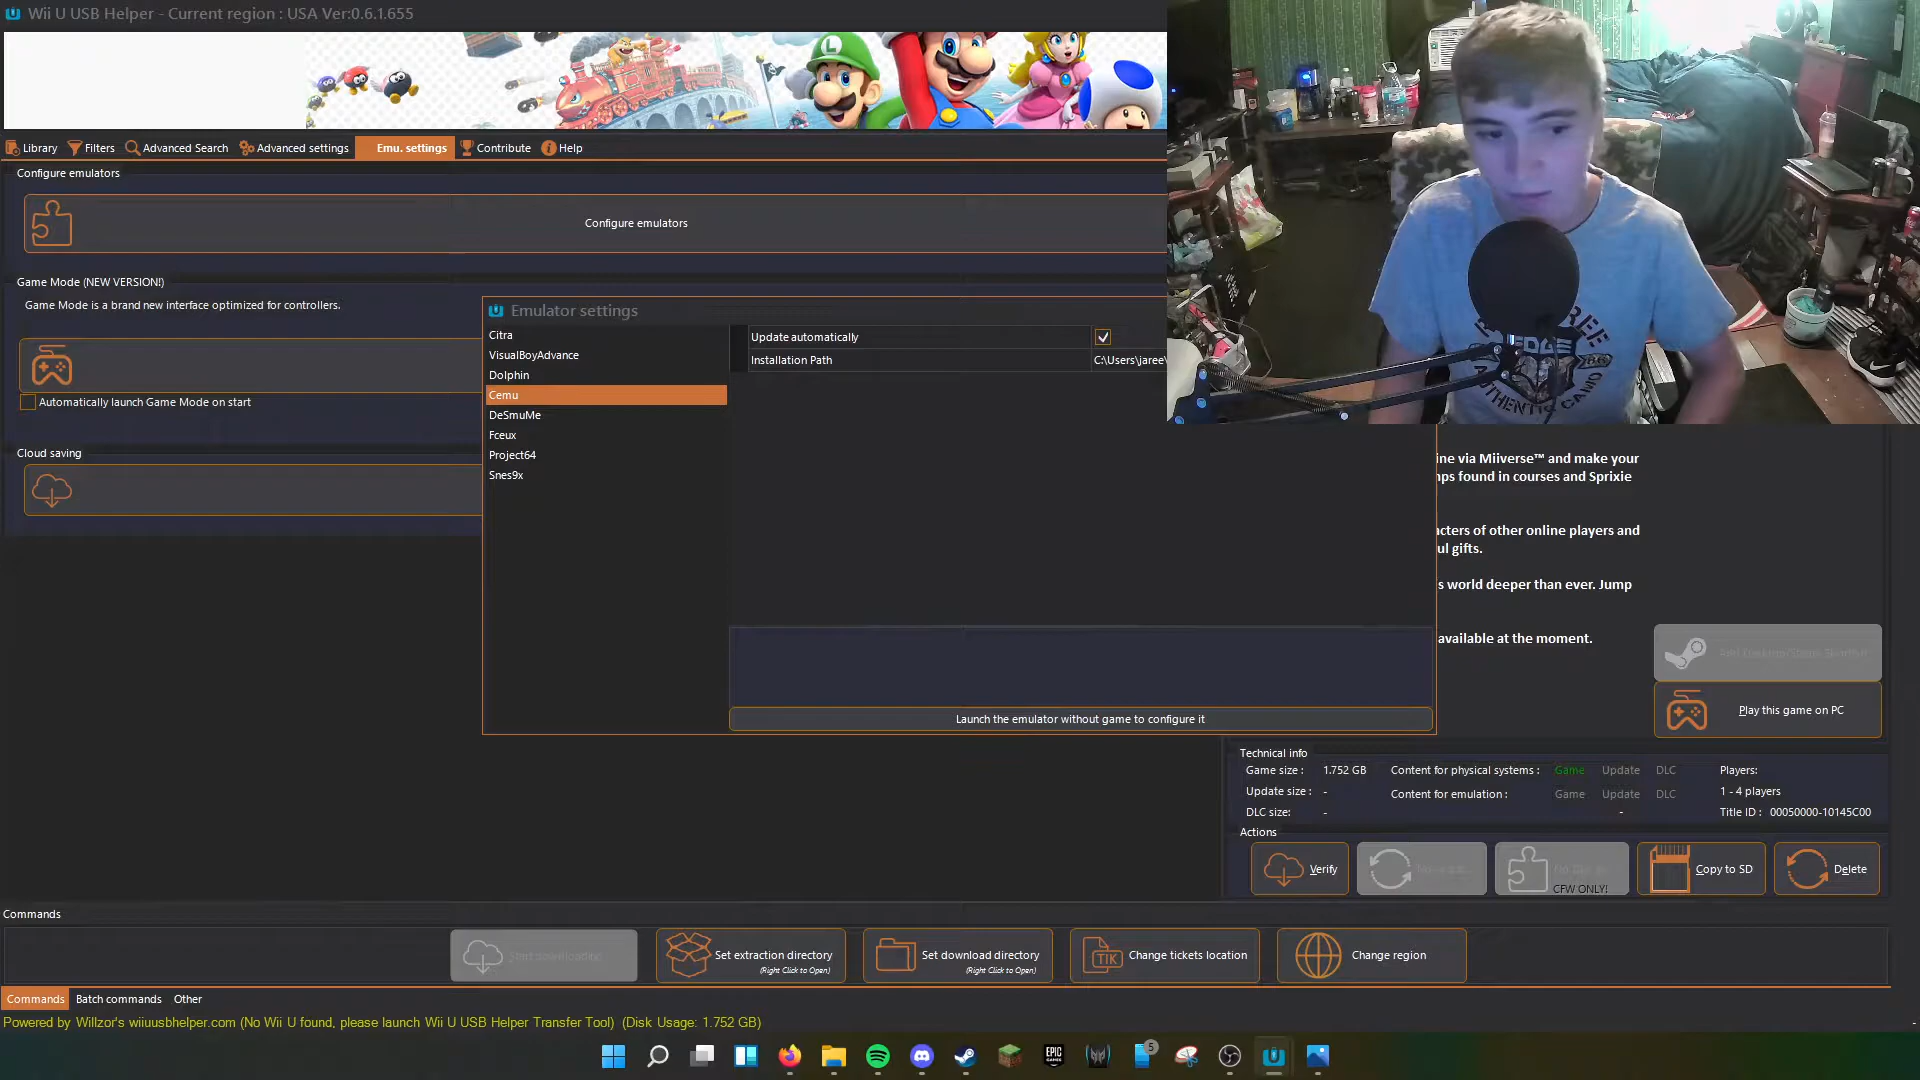 Wii U USB Helper - Current region : USA Ver:0.6.1.655
Library
Filters
Advanced Search
Advanced settings
Emu. settings
Contribute
Help
Configure emulators
Configure emulators
Game Mode (NEW VERSION!)
Game Mode is a brand new interface optimized for controllers.
Automatically launch Game Mode on start
Cloud saving
Emulator settings
Citra
VisualBoyAdvance
Dolphin
Cemu
DeSmuMe
Fceux
Project64
Snes9x
Update automatically
Installation Path
C:\Users\jaree\
Launch the emulator without game to configure it
AUTHENTIC CAMO
ine via Miiverse™ and make your
nps found in courses and Sprixie
acters of other online players and
ul gifts.
s world deeper than ever. Jump
available at the moment.
Play this game on PC
Technical info
Game size : 1.752 GB Content for physical systems : Game Update DLC Players:
Update size : - Content for emulation : Game Update DLC 1 - 4 players
DLC size: - - Title ID : 00050000-10145C00
Actions
Verify
CFW ONLY!
Copy to SD
Delete
Commands
Start downloading
Set extraction directory
(Right Click to Open)
Set download directory
(Right Click to Open)
TIK
Change tickets location
Change region
Commands
Batch commands
Other
Powered by Willzor's wiiuusbhelper.com (No Wii U found, please launch Wii U USB Helper Transfer Tool) (Disk Usage: 1.752 GB)
EPIC
GAMES
5